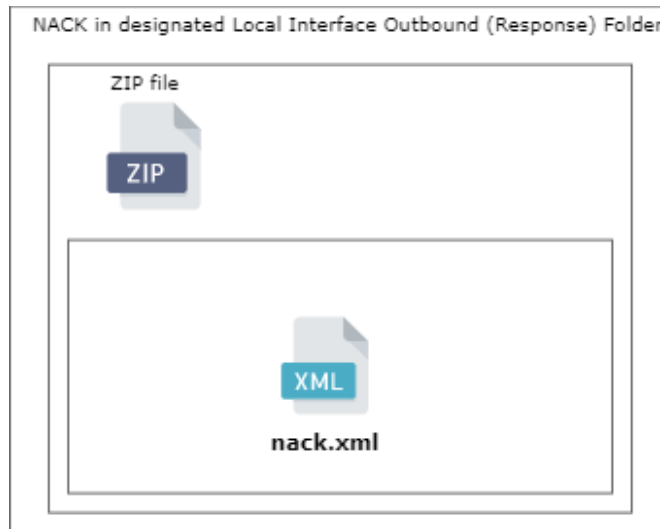 NACK in designated Local Interface Outbound (Response) Folder
ZIP file
ZIP
XML
nack.xml